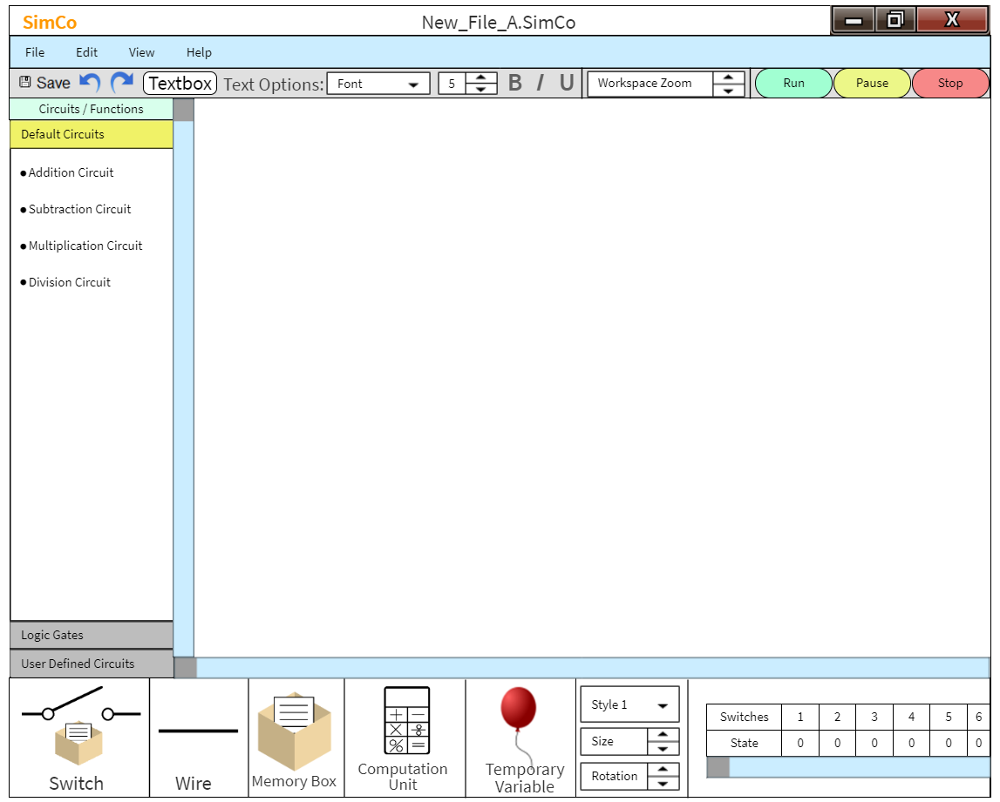 SimCo
New_File_A.SimCo
X
File Edit View Help
Save Textbox Text Options: Font 5 B I U Workspace Zoom Run Pause Stop
Circuits / Functions
Default Circuits
Addition Circuit
Subtraction Circuit
Multiplication Circuit
Division Circuit
Logic Gates
User Defined Circuits
Switch
Wire
Memory Box
Computation
Unit
Temporary
Variable
Style 1
Size
Rotation
Switches 1 2 3 4 5 6
State 0 0 0 0 0 0